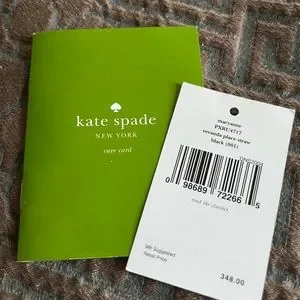 kate spade
NEW YORK
care card
maryanne
PXRU4717
veranda place straw
black (001)
0 98689 72266 5
read the classics
Mfr Suggested
Retail Price
348.00